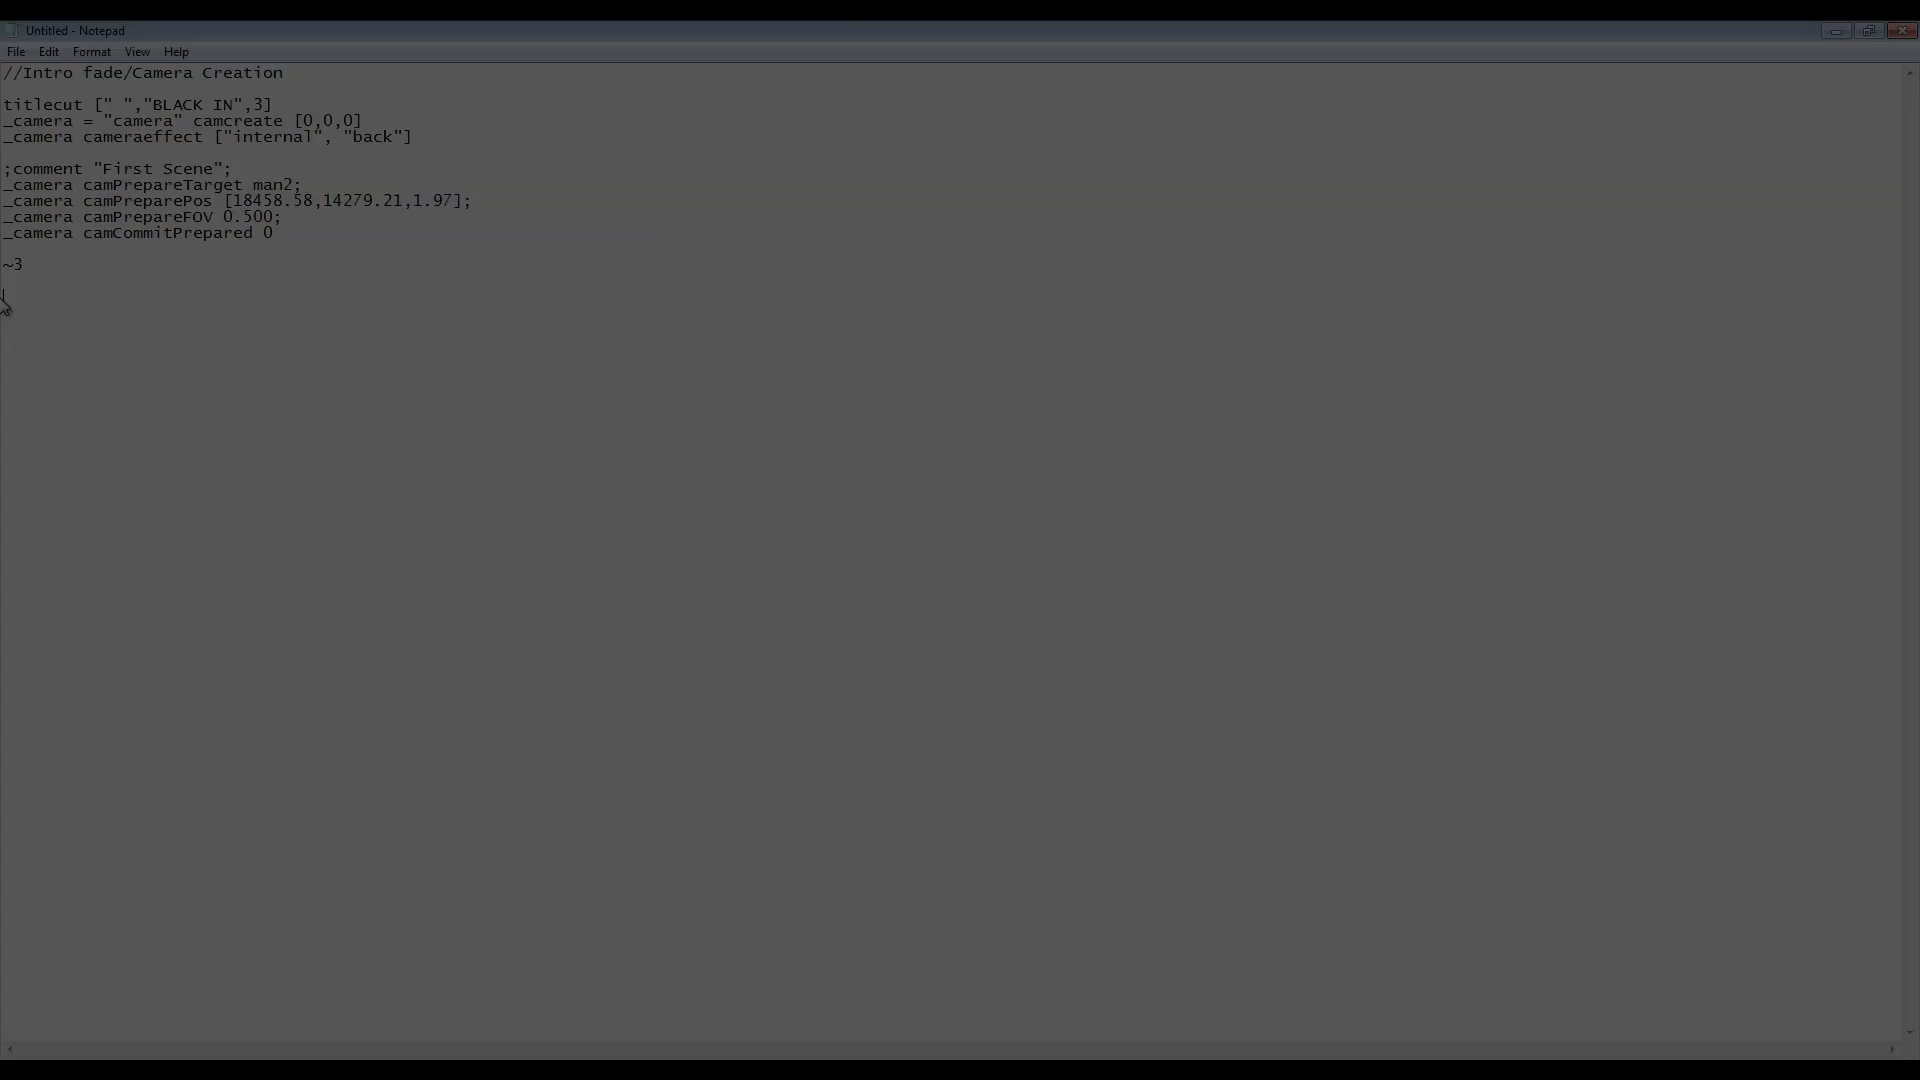 Untitled - Notepad
File Edit Format View Help
//Intro fade/Camera Creation
titlecut [" ","BLACK IN",3]
_camera = "camera" camcreate [0,0,0]
_camera cameraeffect ["internal", "back"]
;comment "First Scene";
_camera camPrepareTarget man2;
_camera camPreparePos [18458.58,14279.21,1.97];
_camera camPrepareFOV 0.500;
_camera camCommitPrepared 0
~3